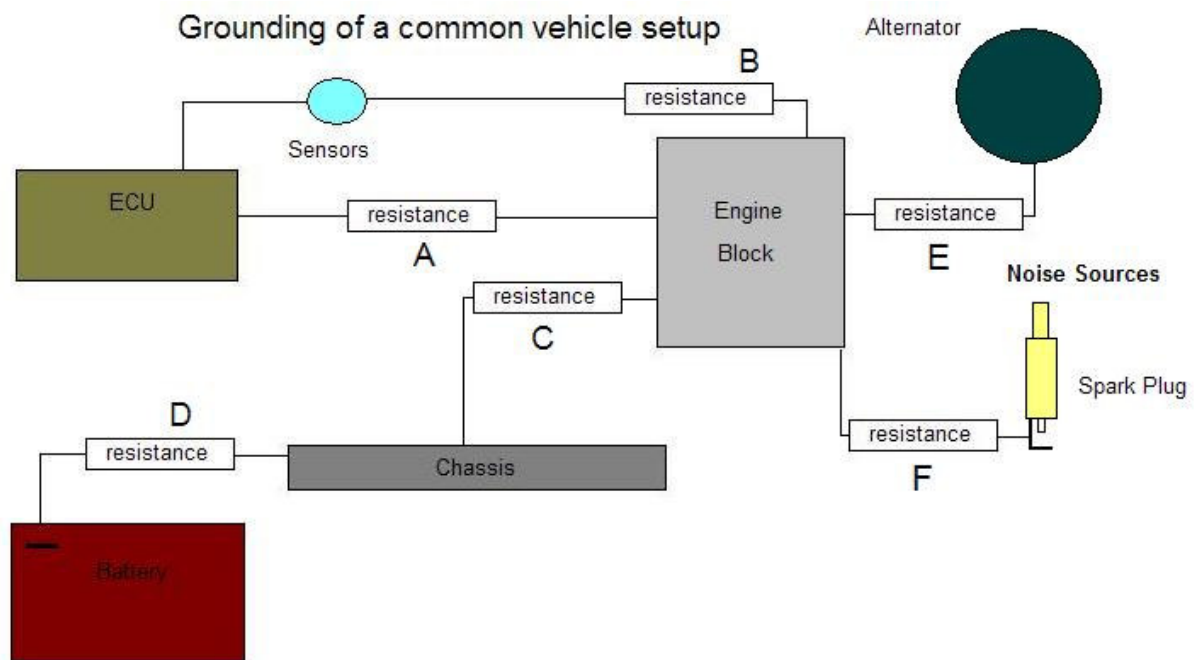 Grounding of a common vehicle setup
Alternator
B
resistance
Sensors
ECU
resistance
A
Engine
Block
resistance
E
Noise Sources
resistance
C
Spark Plug
D
resistance
resistance
F
Chassis
Battery